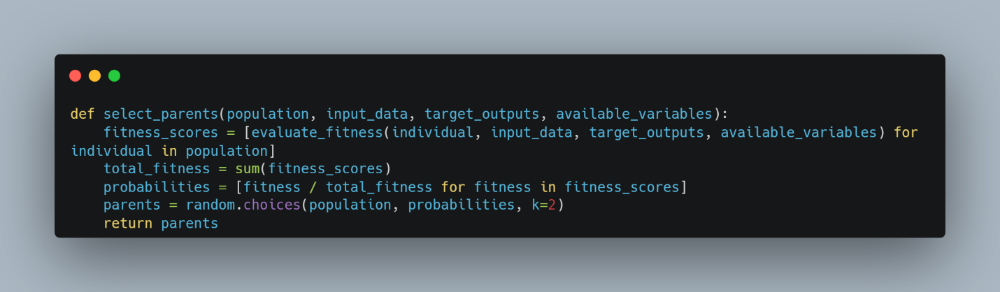 def select_parents(population, input_data, target_outputs, available_variables):
    fitness_scores = [evaluate_fitness(individual, input_data, target_outputs, available_variables) for
individual in population]
    total_fitness = sum(fitness_scores)
    probabilities = [fitness / total_fitness for fitness in fitness_scores]
    parents = random.choices(population, probabilities, k=2)
    return parents